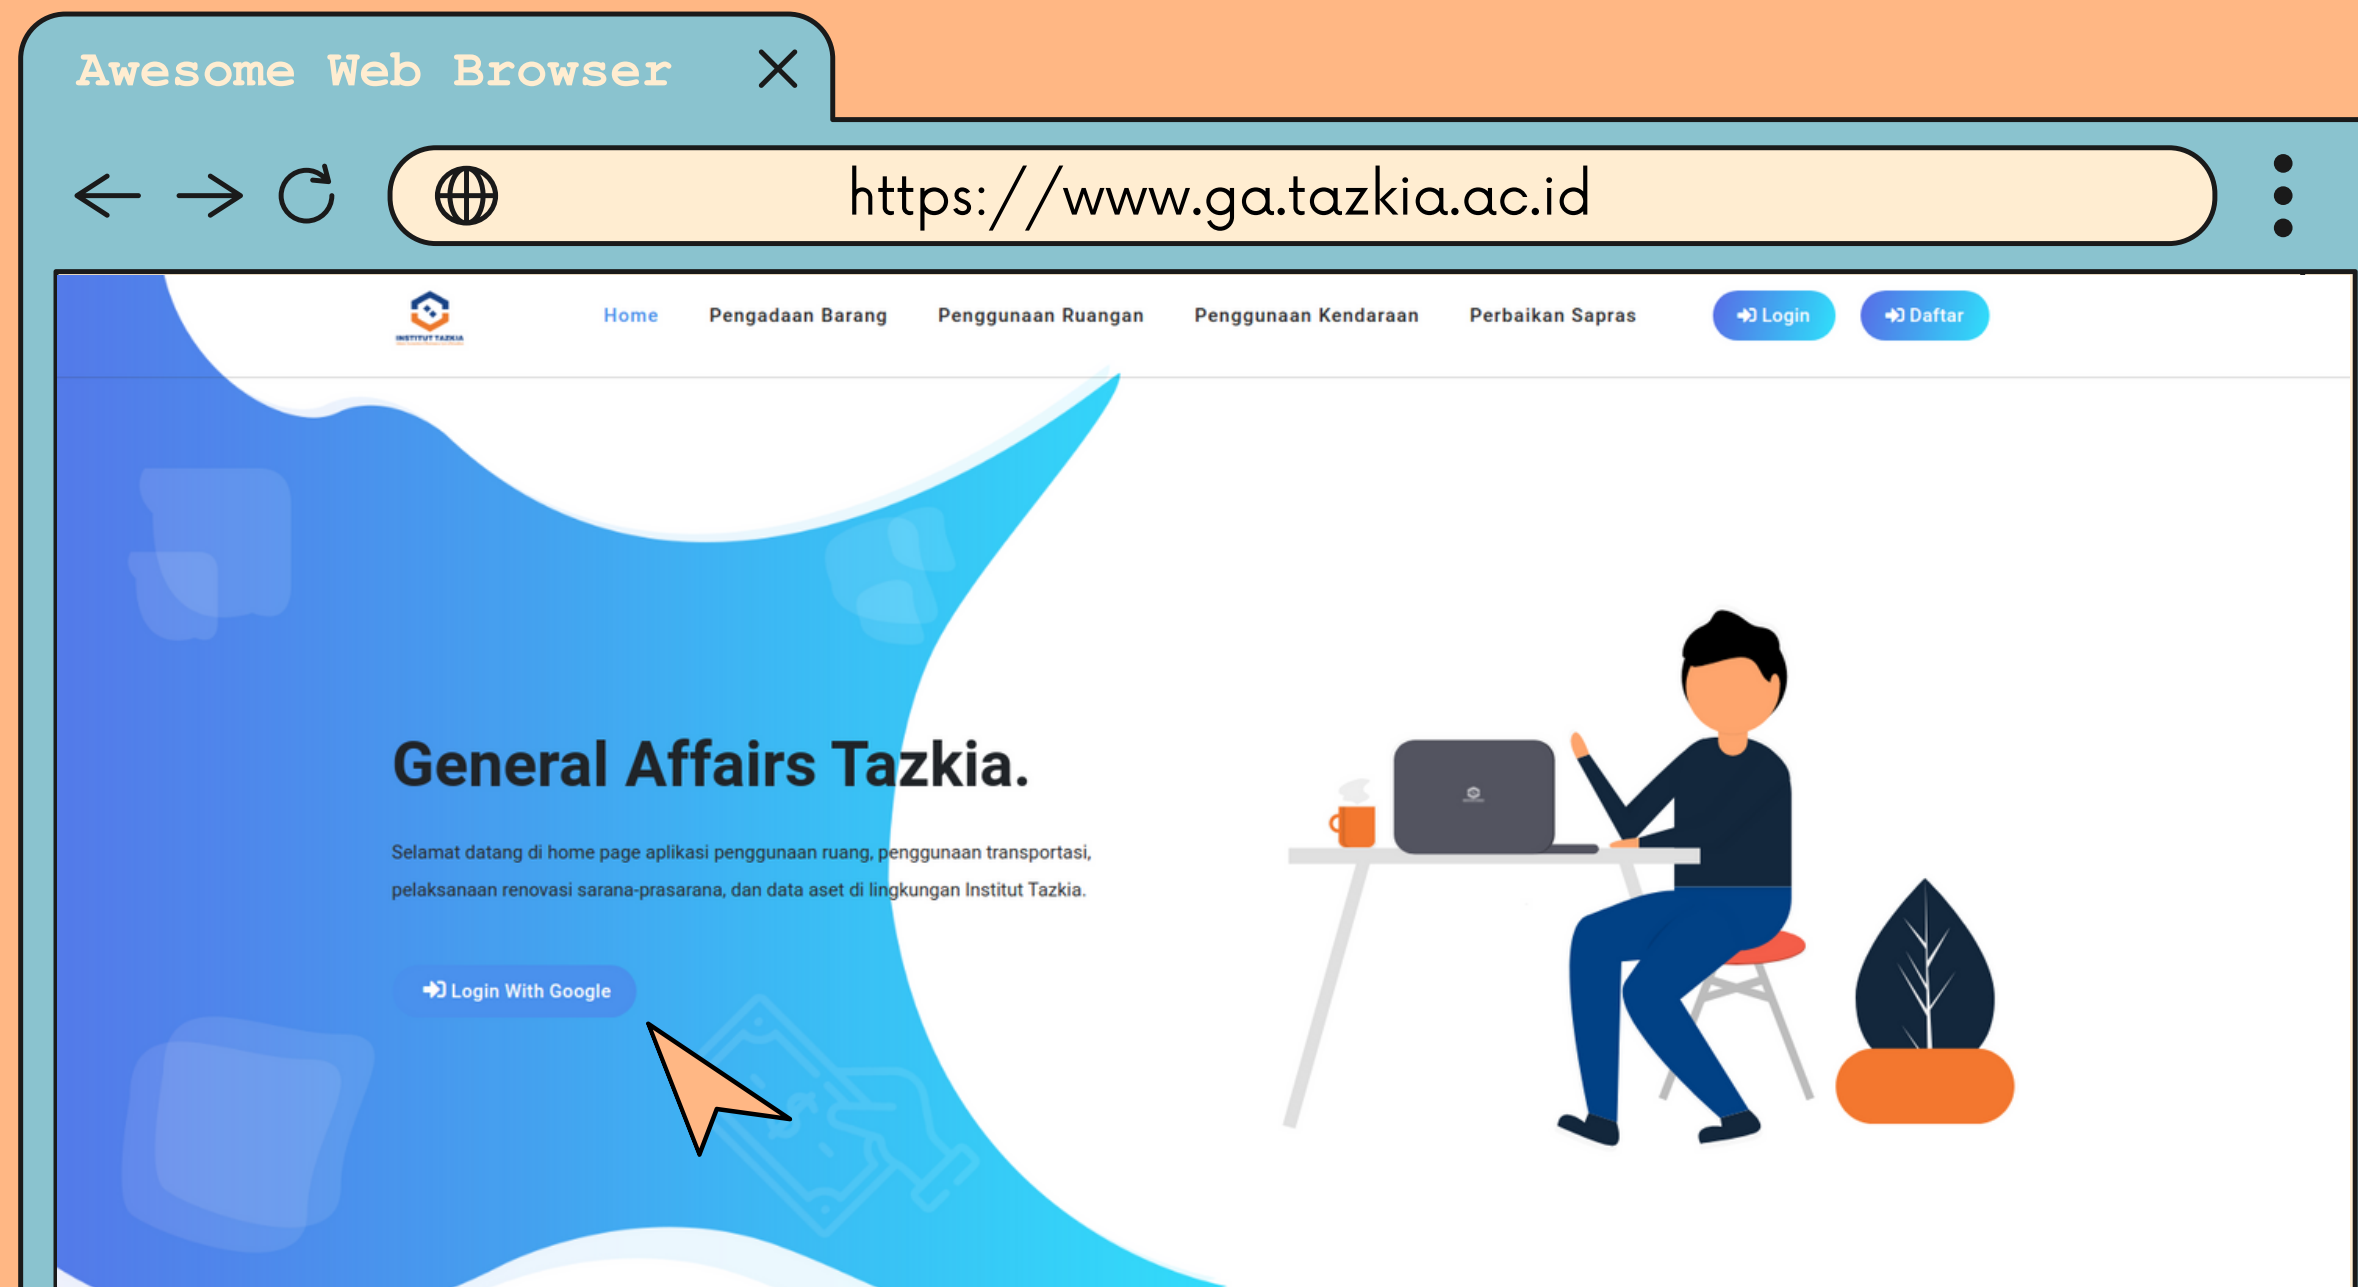 Awesome Web Browser
https://www.ga.tazkia.ac.id
INSTITUT TAZKIA
Home Pengadaan Barang Penggunaan Ruangan Penggunaan Kendaraan Perbaikan Sapras Login Daftar
General Affairs Tazkia.
Selamat datang di home page aplikasi penggunaan ruang, penggunaan transportasi,
pelaksanaan renovasi sarana-prasarana, dan data aset di lingkungan Institut Tazkia.
Login With Google